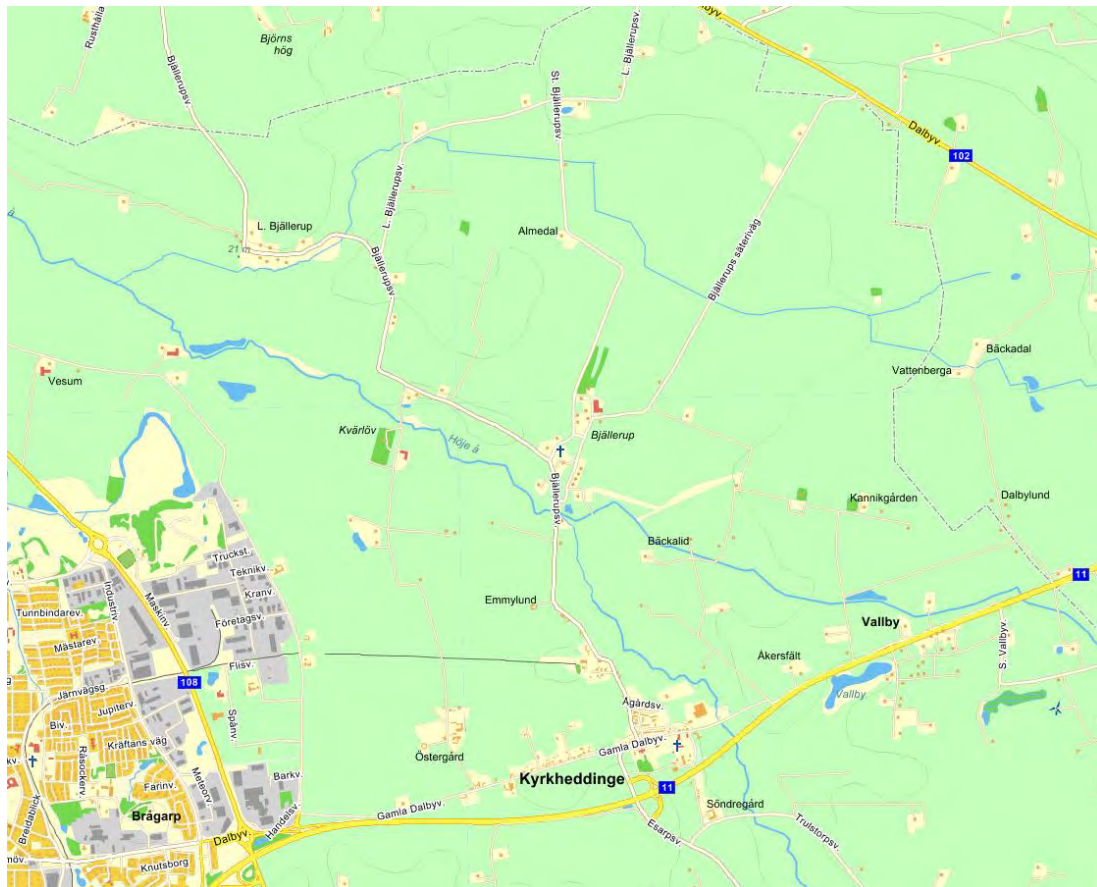 Rusthålla
Björns
hög
Bjällerupsv.
St. Bjällerupsv.
L. Bjällerupsv.
Dalbyv.
102
L. Bjällerupsv.
å
L. Bjällerup
21 m
Almedal
Bjällerupsv.
Bjällerups säteriväg
Bäckadal
Vattenberga
Vesum
Kvärlöv
Höje å
Bjällerup
Bjällerupsv.
Kannikgården
Dalbylund
Bäckalid
Truckst.
Teknikv.
Kranv.
Företagsv.
Flisv.
Industriv.
Maskinv.
Tunnbindarev.
Mästarev.
Emmylund
11
Vallby
S. Vallbyv.
Åkersfält
Vallby
108
Järnvägsg.
Jupiterv.
Biv.
Kräftans väg
Råsockerv.
Spånv.
Ågårdsv.
Gamla Dalbyv.
Östergård
Kyrkheddinge
11
Farinv.
Meteorv.
Barkv.
Handelsv.
Brågarp
Breidablick
Gamla Dalbyv.
Söndregård
Esarpsv.
Trulstorpsv.
Dalbyv.
Knutsborg
möv.